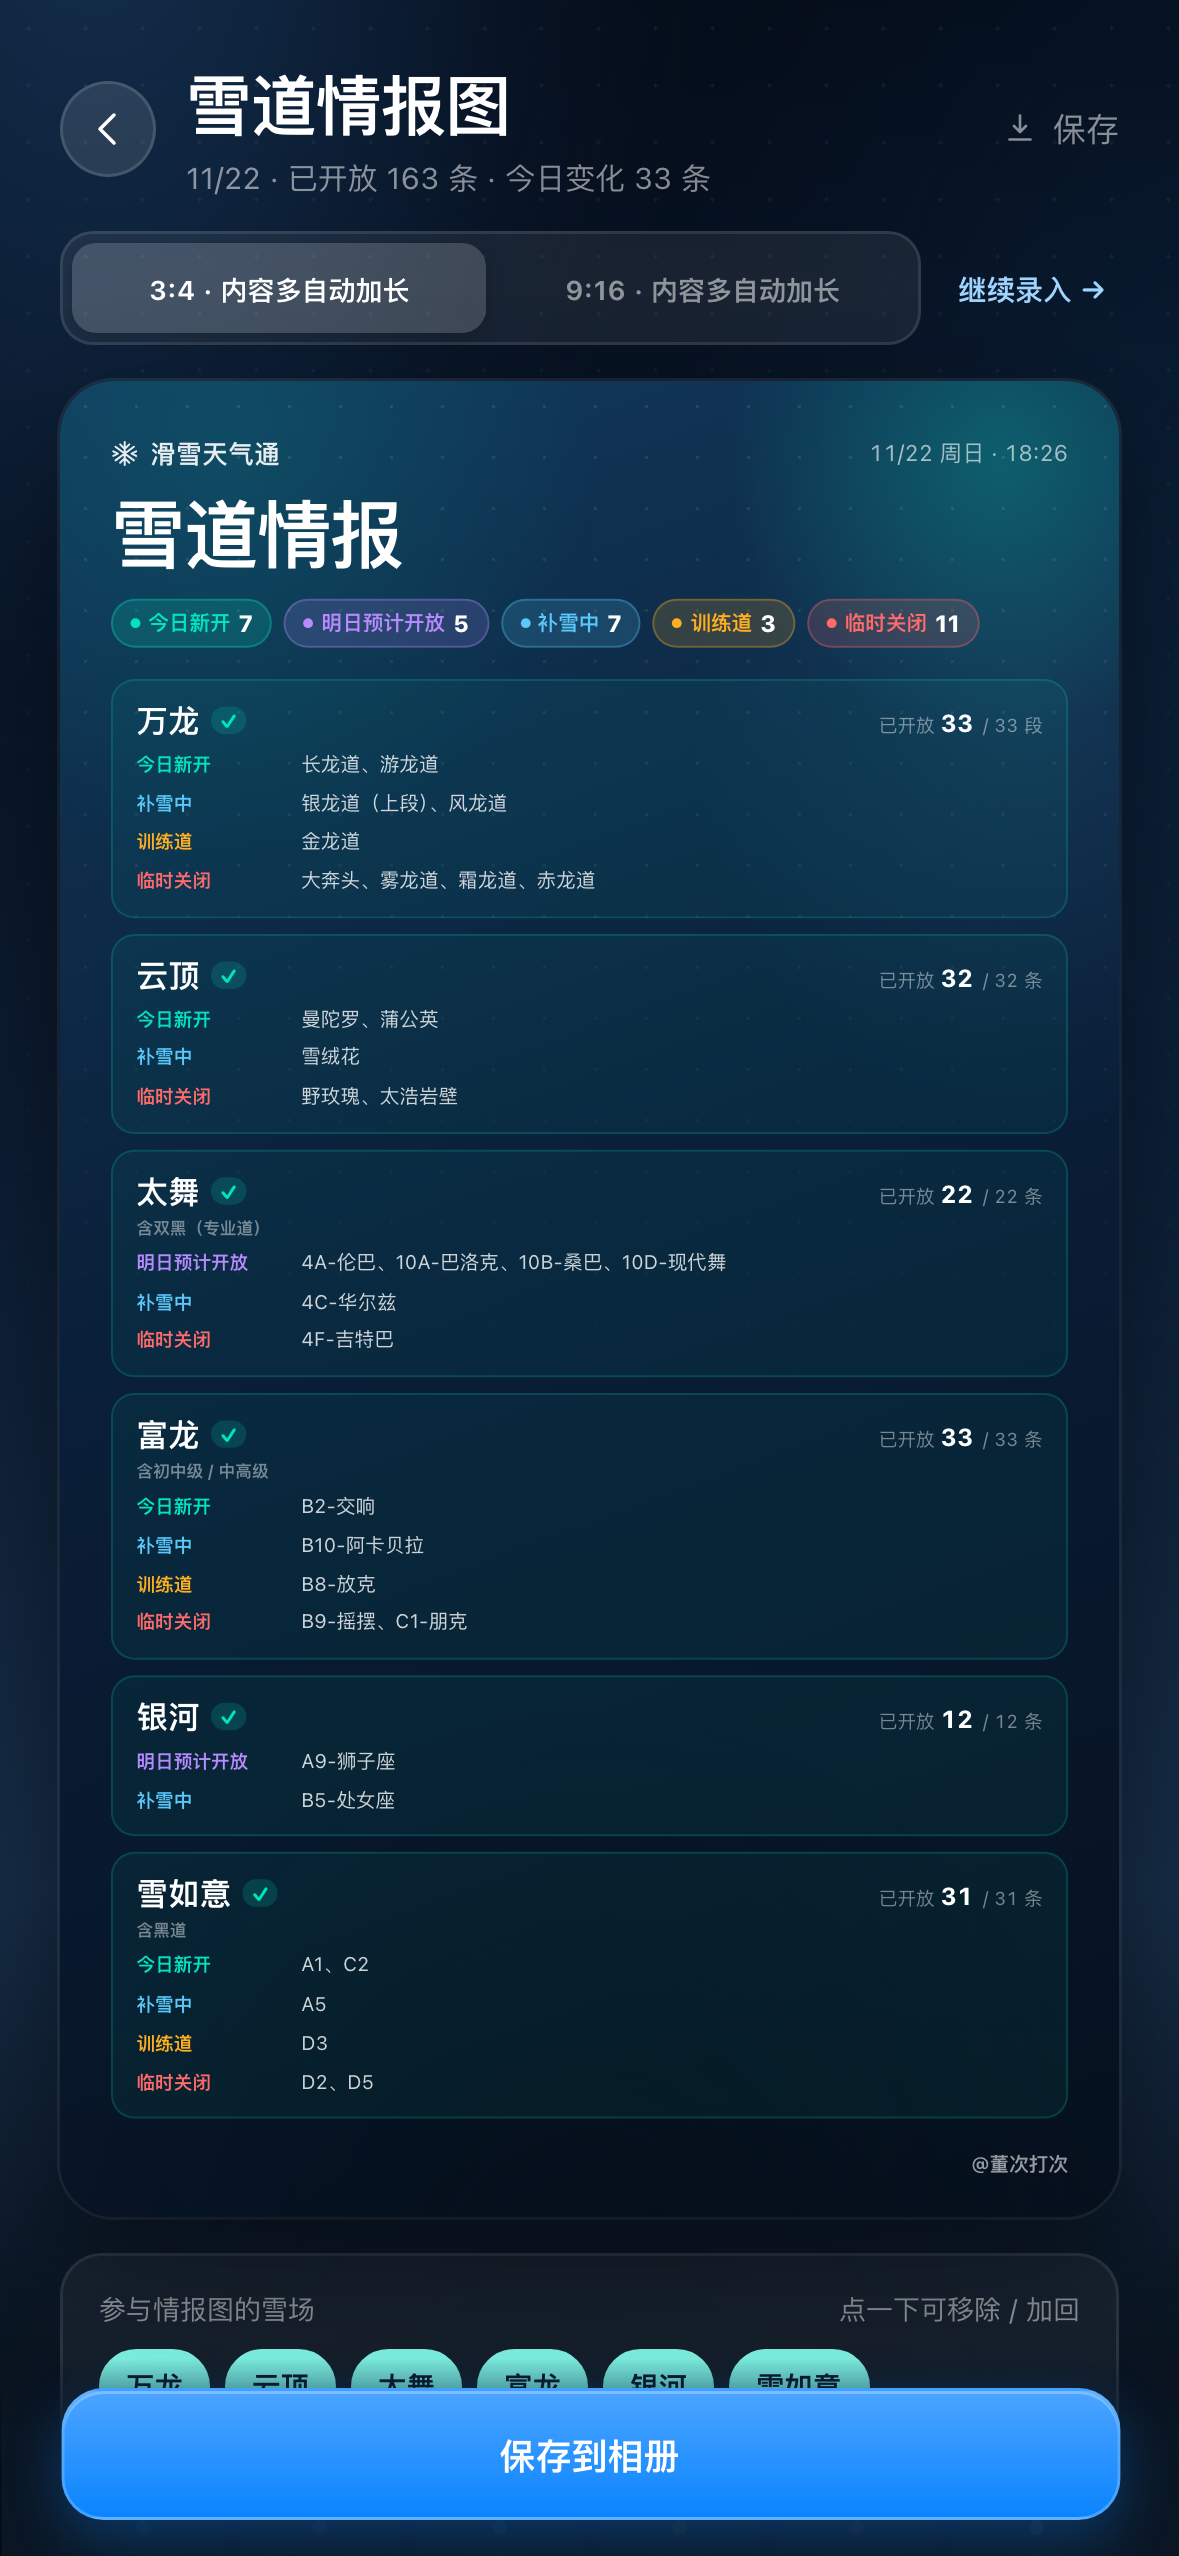 雪道情报图
保存
11/22 · 已开放 163 条 · 今日变化 33 条
3:4 · 内容多自动加长
9:16 · 内容多自动加长
继续录入 →
滑雪天气通
11/22 周日 · 18:26
雪道情报
今日新开 7
明日预计开放 5
补雪中 7
训练道 3
临时关闭 11
万龙
已开放 33 / 33 段
今日新开 长龙道、游龙道
补雪中 银龙道（上段）、风龙道
训练道 金龙道
临时关闭 大奔头、雾龙道、霜龙道、赤龙道
云顶
已开放 32 / 32 条
今日新开 曼陀罗、蒲公英
补雪中 雪绒花
临时关闭 野玫瑰、太浩岩壁
太舞
已开放 22 / 22 条
含双黑（专业道）
明日预计开放 4A-伦巴、10A-巴洛克、10B-桑巴、10D-现代舞
补雪中 4C-华尔兹
临时关闭 4F-吉特巴
富龙
已开放 33 / 33 条
含初中级 / 中高级
今日新开 B2-交响
补雪中 B10-阿卡贝拉
训练道 B8-放克
临时关闭 B9-摇摆、C1-朋克
银河
已开放 12 / 12 条
明日预计开放 A9-狮子座
补雪中 B5-处女座
雪如意
已开放 31 / 31 条
含黑道
今日新开 A1、C2
补雪中 A5
训练道 D3
临时关闭 D2、D5
@董次打次
参与情报图的雪场
点一下可移除 / 加回
万龙
云顶
太舞
富龙
银河
雪如意
保存到相册